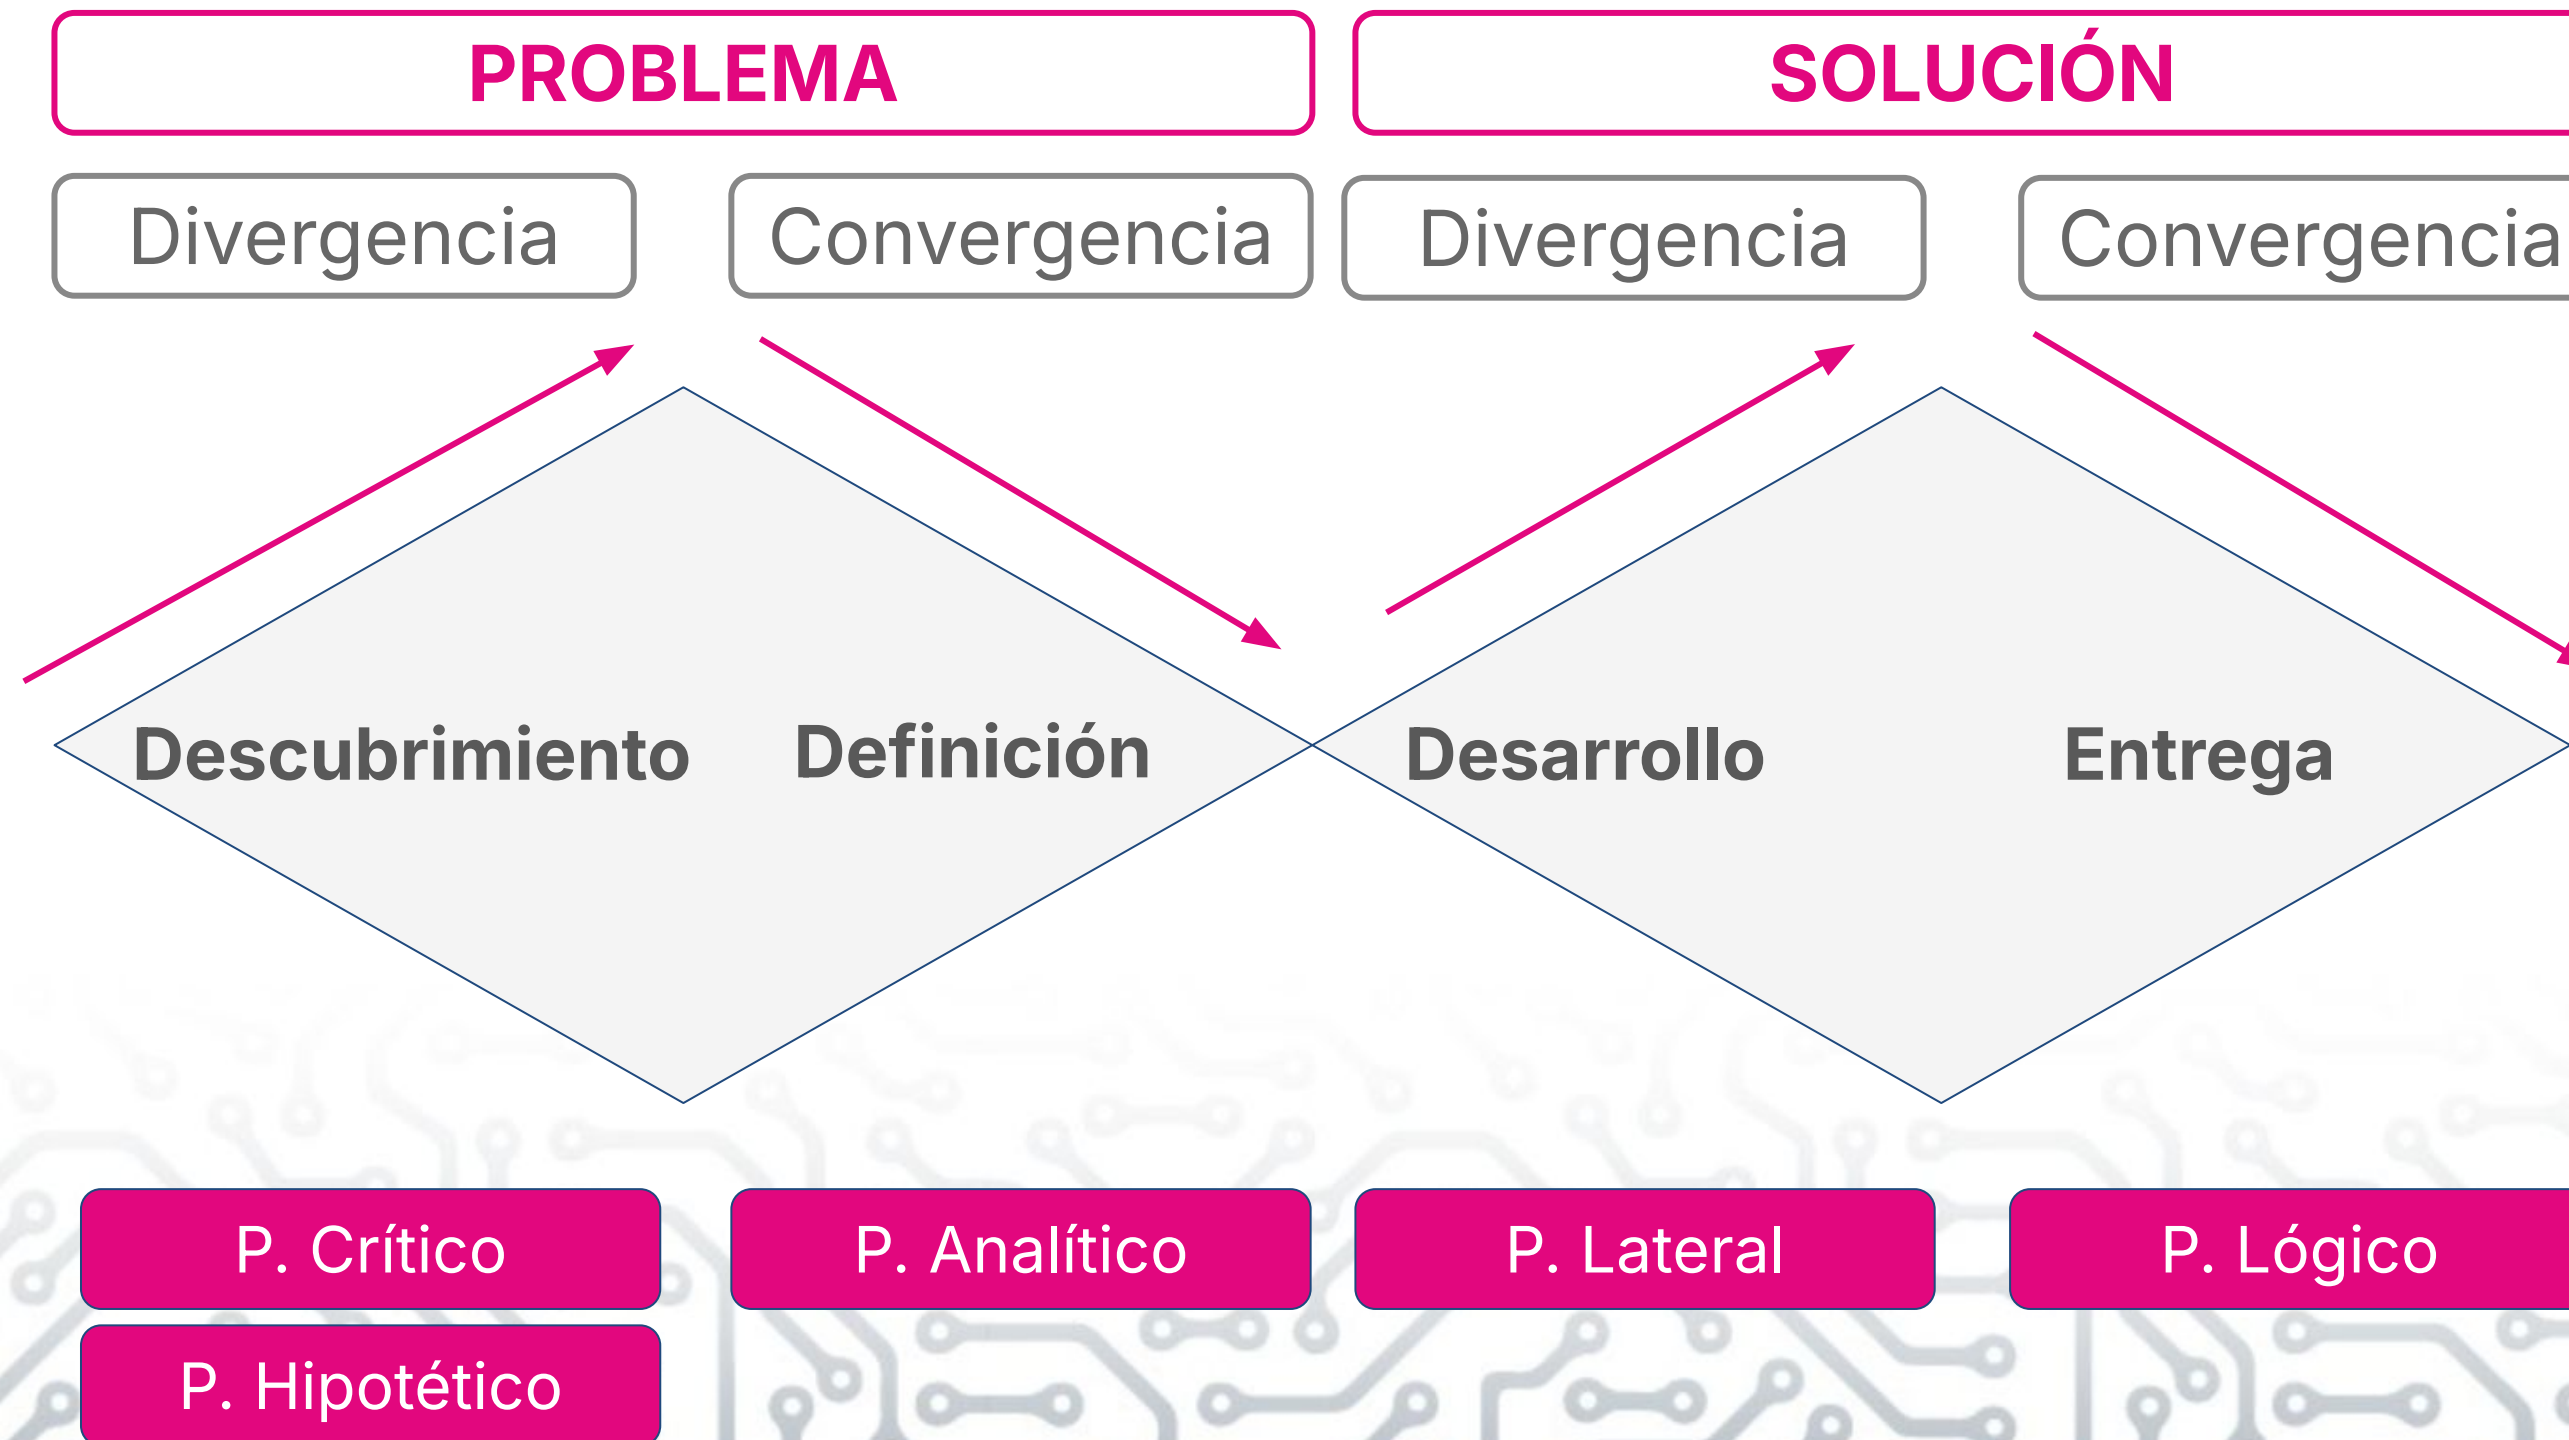 PROBLEMA
SOLUCIÓN
Divergencia
Convergencia
Divergencia
Convergencia
Descubrimiento
Definición
Desarrollo
Entrega
P. Crítico
P. Analítico
P. Lateral
P. Lógico
P. Hipotético